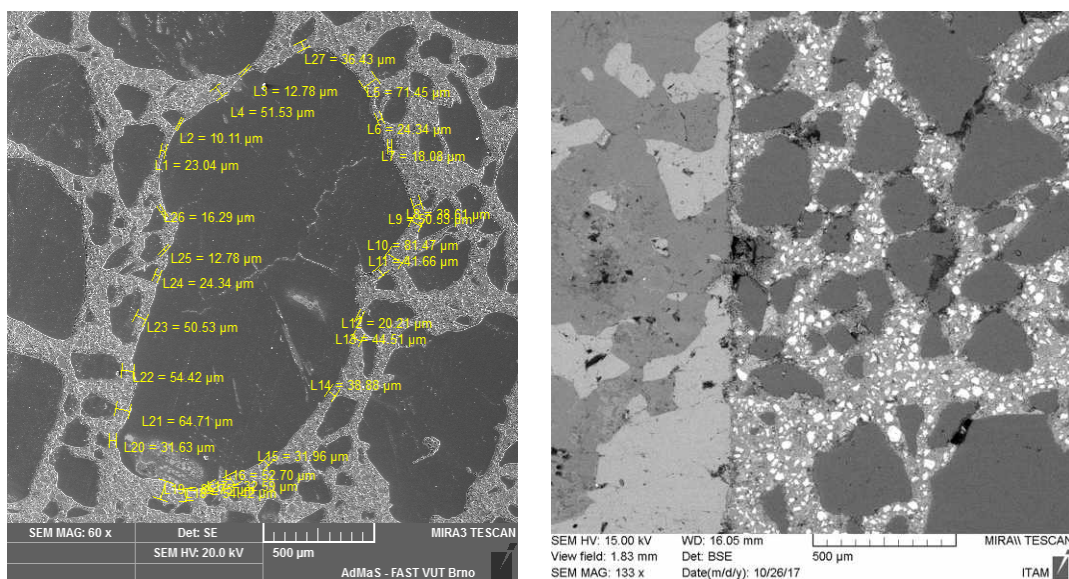 L27 = 36.43 µm
L3 = 12.78 µm
L5 = 71.45 µm
L4 = 51.53 µm
L6 = 24.34 µm
L2 = 10.11 µm
L7 = 18.08 µm
L1 = 23.04 µm
L26 = 16.29 µm
L9 = 50.53 µm
L10 = 81.47 µm
L25 = 12.78 µm
L11 = 41.66 µm
L24 = 24.34 µm
L12 = 20.21 µm
L23 = 50.53 µm
L13 = 44.51 µm
L22 = 54.42 µm
L14 = 38.88 µm
L21 = 64.71 µm
L20 = 31.63 µm
L15 = 31.96 µm
L16 = 52.70 µm
SEM MAG: 60 x Det: SE MIRA3 TESCAN
SEM HV: 20.0 kV 500 µm
AdMaS - FAST VUT Brno
SEM HV: 15.00 kV WD: 16.05 mm MIRA\\ TESCAN
View field: 1.83 mm Det: BSE 500 µm
SEM MAG: 133 x Date(m/d/y): 10/26/17 ITAM